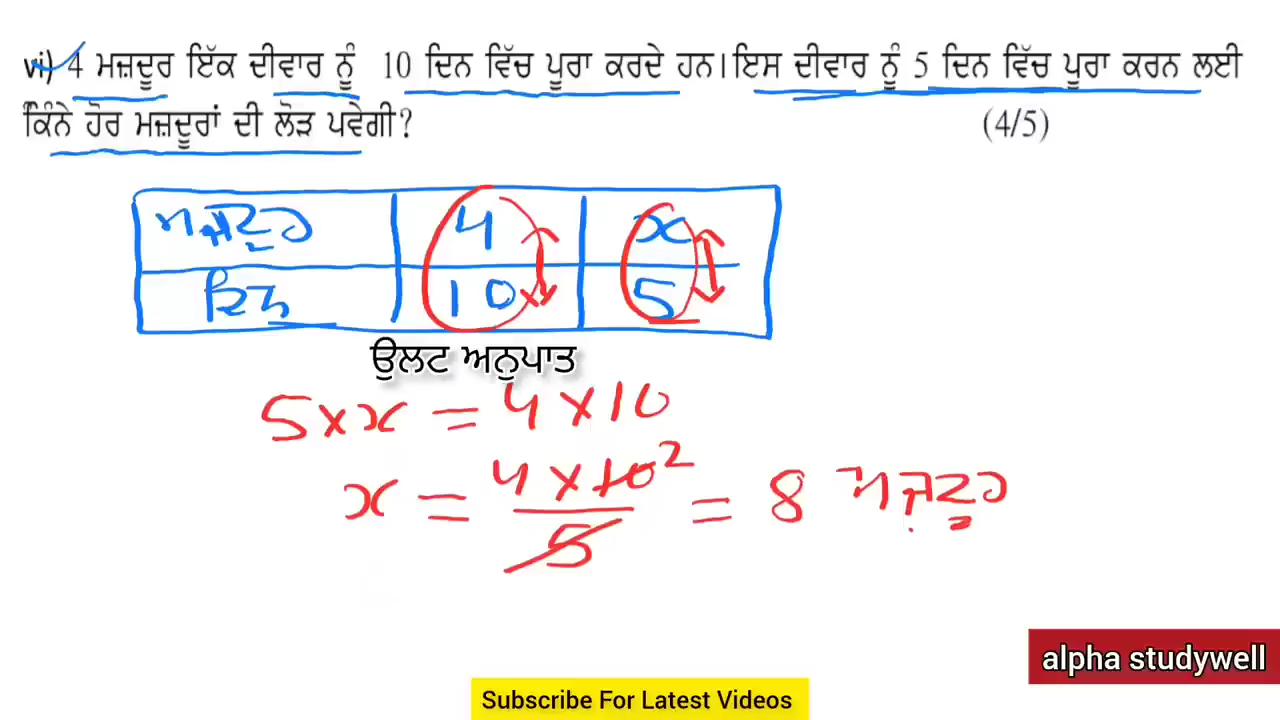 vi) 4 ਮਜ਼ਦੂਰ ਇੱਕ ਦੀਵਾਰ ਨੂੰ 10 ਦਿਨ ਵਿੱਚ ਪੂਰਾ ਕਰਦੇ ਹਨ। ਇਸ ਦੀਵਾਰ ਨੂੰ 5 ਦਿਨ ਵਿੱਚ ਪੂਰਾ ਕਰਨ ਲਈ
ਕਿੰਨੇ ਹੋਰ ਮਜ਼ਦੂਰਾਂ ਦੀ ਲੋੜ ਪਵੇਗੀ? (4/5)
ਮਜ਼ਦੂਰ 4 x
ਦਿਨ 10 5
ਉਲਟ ਅਨੁਪਾਤ
5 × x = 4 × 10
x = 4 × 10 2 / 5 = 8 ਮਜ਼ਦੂਰ
alpha studywell
Subscribe For Latest Videos